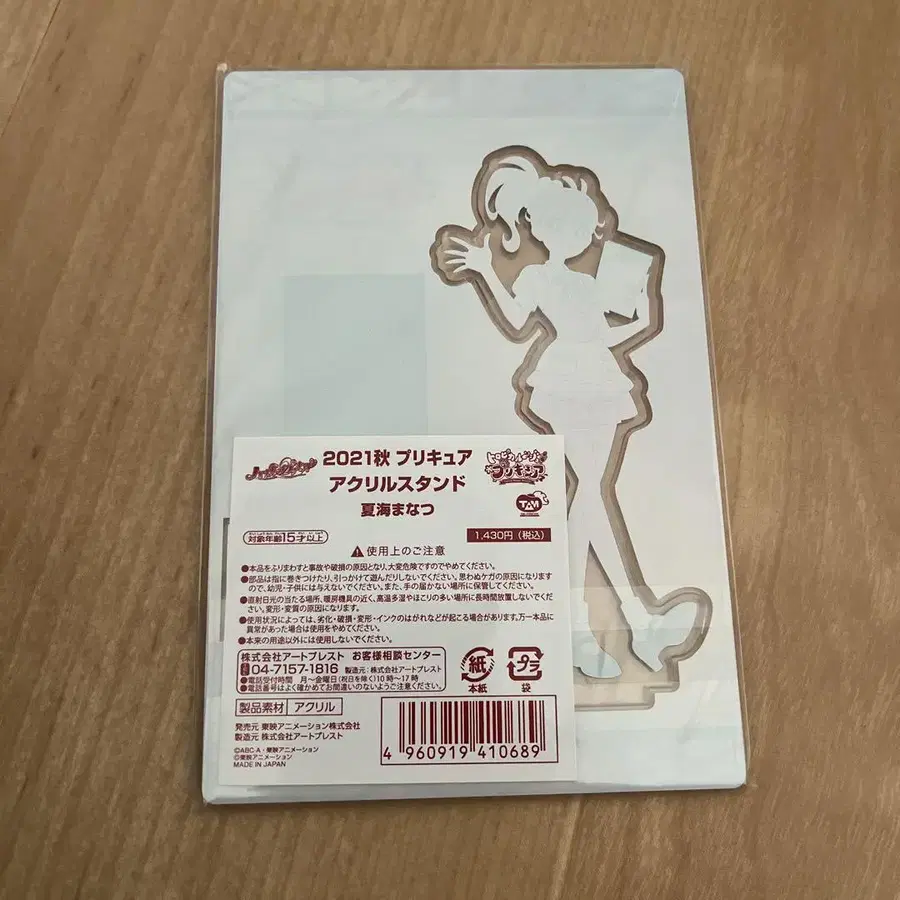 2021秋 プリキュア
アクリルスタンド
夏海まなつ
トロピカルージュ
プリキュア
TAM
対象年齢15才以上
1,430円(税込)
使用上のご注意
●本品をふりまわすと事故や破損の原因となり、大変危険ですのでやめてください。
●部品は指に巻きつけたり、引っかけて遊んだりしないでください。思わぬケガの原因になります
ので、幼児・子供には与えないでください。また、手の届かない場所に保管してください。
●直射日光の当たる場所、暖房機具の近く、高温多湿やほこりの多い場所に長時間放置しないでくだ
さい。変形・変質の原因になります。
●使用状況によっては、劣化・破損・変形・インクのはがれなどが起こる場合があります。万一本品に
異常があった場合は使用をやめてください。
●本来の用途以外には使用しないでください。
株式会社アートプレスト お客様相談センター
04-7157-1816 製造元:株式会社アートプレスト
●電話受付時間 月〜金曜日(祝日を除く)10時〜17時
●電話番号はよく確かめてお間違いのないようご注意ください。
紙
本紙
プラ
袋
製品素材 アクリル
発売元 東映アニメーション株式会社
製造元 株式会社アートプレスト
©ABC-A・東映アニメーション
©東映アニメーション
MADE IN JAPAN
4 960919 410689